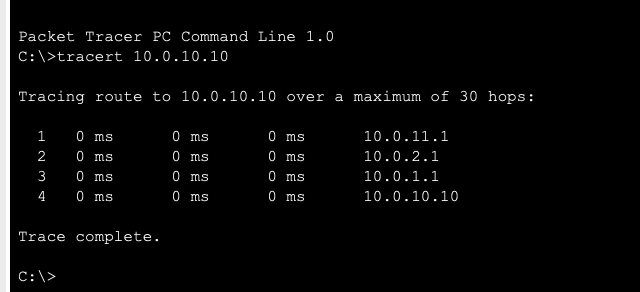 Packet Tracer PC Command Line 1.0
C:\>tracert 10.0.10.10
Tracing route to 10.0.10.10 over a maximum of 30 hops:
1 0 ms 0 ms 0 ms 10.0.11.1
2 0 ms 0 ms 0 ms 10.0.2.1
3 0 ms 0 ms 0 ms 10.0.1.1
4 0 ms 0 ms 0 ms 10.0.10.10
Trace complete.
C:\>